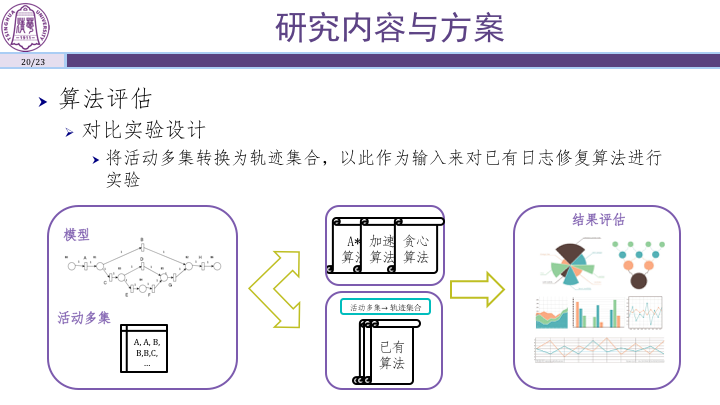 研究内容与方案
TSINGHUA UNIVERSITY
-1911-
20/23
算法评估
对比实验设计
将活动多集转换为轨迹集合，以此作为输入来对已有日志修复算法进行
实验
模型
A
B
C
D
E
F
G
H
活动多集
A, A, B,
B,B,C,
...
A*
算法
加速
算法
贪心
算法
活动多集→轨迹集合
已有
算法
结果评估